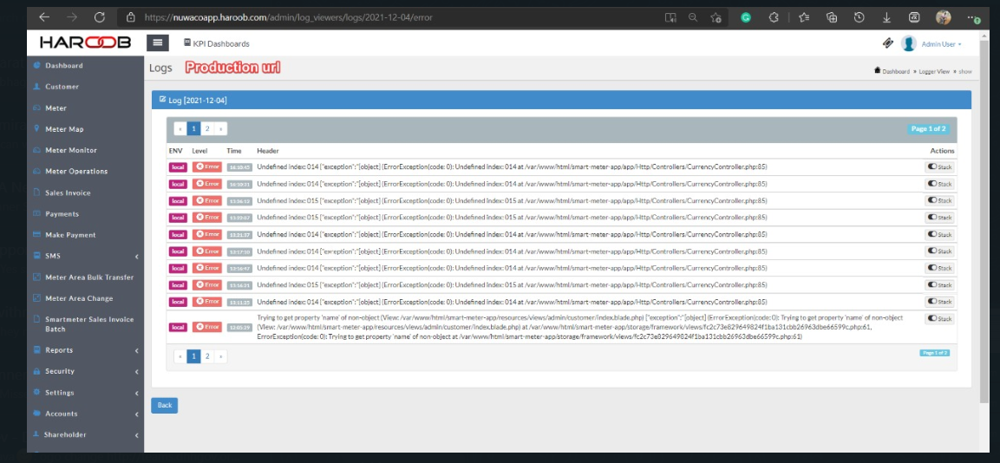 https://nuwacoapp.haroob.com/admin/log_viewers/logs/2021-12-04/error
HAROOB
KPI Dashboards
Admin User
Dashboard
Logs
Production url
Dashboard » Logger View » show
Customer
Log [2021-12-04]
Meter
Meter Map
‹ 1 2 ›
Page 1 of 2
Meter Monitor
ENV Level Time Header Actions
local Error 16:10:43 Undefined index: 014 {"exception":"[object] (ErrorException(code: 0): Undefined index: 014 at /var/www/html/smart-meter-app/app/Http/Controllers/CurrencyController.php:85) Stack
Meter Operations
local Error Undefined index: 014 {"exception":"[object] (ErrorException(code: 0): Undefined index: 014 at /var/www/html/smart-meter-app/app/Http/Controllers/CurrencyController.php:85) Stack
Sales Invoice
local Error Undefined index: 015 {"exception":"[object] (ErrorException(code: 0): Undefined index: 015 at /var/www/html/smart-meter-app/app/Http/Controllers/CurrencyController.php:85) Stack
Payments
local Error Undefined index: 015 {"exception":"[object] (ErrorException(code: 0): Undefined index: 015 at /var/www/html/smart-meter-app/app/Http/Controllers/CurrencyController.php:85) Stack
Make Payment
local Error 13:21:37 Undefined index: 014 {"exception":"[object] (ErrorException(code: 0): Undefined index: 014 at /var/www/html/smart-meter-app/app/Http/Controllers/CurrencyController.php:85) Stack
SMS
local Error Undefined index: 014 {"exception":"[object] (ErrorException(code: 0): Undefined index: 014 at /var/www/html/smart-meter-app/app/Http/Controllers/CurrencyController.php:85) Stack
local Error Undefined index: 014 {"exception":"[object] (ErrorException(code: 0): Undefined index: 014 at /var/www/html/smart-meter-app/app/Http/Controllers/CurrencyController.php:85) Stack
Meter Area Bulk Transfer
local Error Undefined index: 015 {"exception":"[object] (ErrorException(code: 0): Undefined index: 015 at /var/www/html/smart-meter-app/app/Http/Controllers/CurrencyController.php:85) Stack
Meter Area Change
local Error Undefined index: 014 {"exception":"[object] (ErrorException(code: 0): Undefined index: 014 at /var/www/html/smart-meter-app/app/Http/Controllers/CurrencyController.php:85) Stack
Smartmeter Sales Invoice
Batch
Trying to get property 'name' of non-object (View: /var/www/html/smart-meter-app/resources/views/admin/customer/index.blade.php) {"exception":"[object] (ErrorException(code: 0): Trying to get property 'name' of non-object
local Error 13:05:29 (View: /var/www/html/smart-meter-app/resources/views/admin/customer/index.blade.php) at /var/www/html/smart-meter-app/storage/framework/views/fc2c73e829649824f1ba131cbb26963dbe66599c.php:61, Stack
ErrorException(code: 0): Trying to get property 'name' of non-object at /var/www/html/smart-meter-app/storage/framework/views/fc2c73e829649824f1ba131cbb26963dbe66599c.php:61)
Reports
‹ 1 2 ›
Page 1 of 2
Security
Settings
Back
Accounts
Shareholder